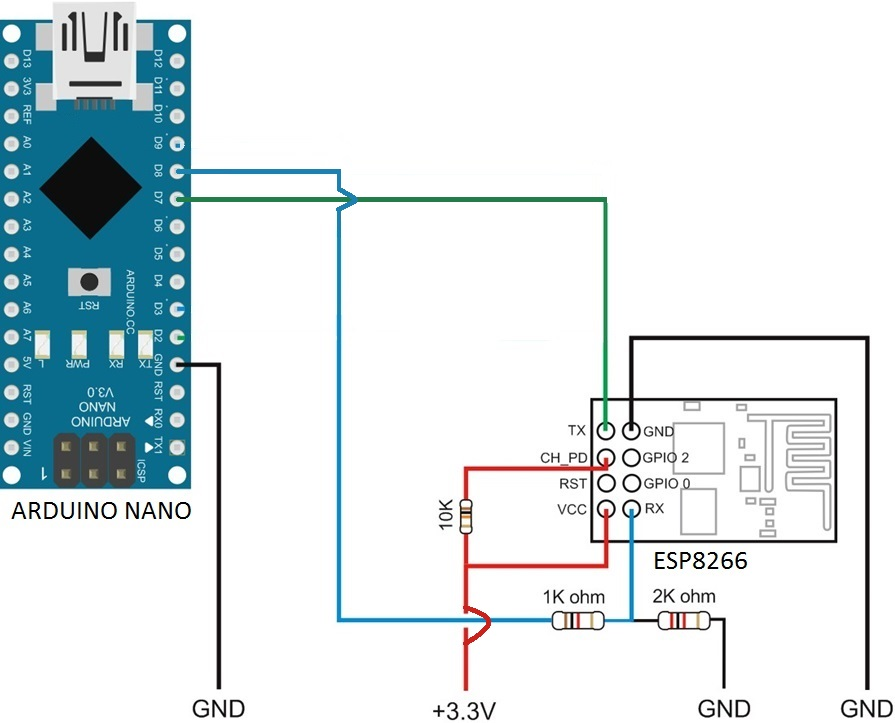 D13
3V3
REF
A0
A1
A2
A3
A4
A5
A6
A7
5V
RST
GND
VIN
D12
D11
D10
D9
D8
D7
D6
D5
D4
D3
D2
GND
RST
RX0
TX1
RST
ARDUINO.CC
L
PWR
RX
TX
ARDUINO
NANO
V3.0
1
ICSP
ARDUINO NANO
TX
GND
CH_PD
GPIO 2
RST
GPIO 0
VCC
RX
ESP8266
10K
1K ohm
2K ohm
GND
+3.3V
GND
GND